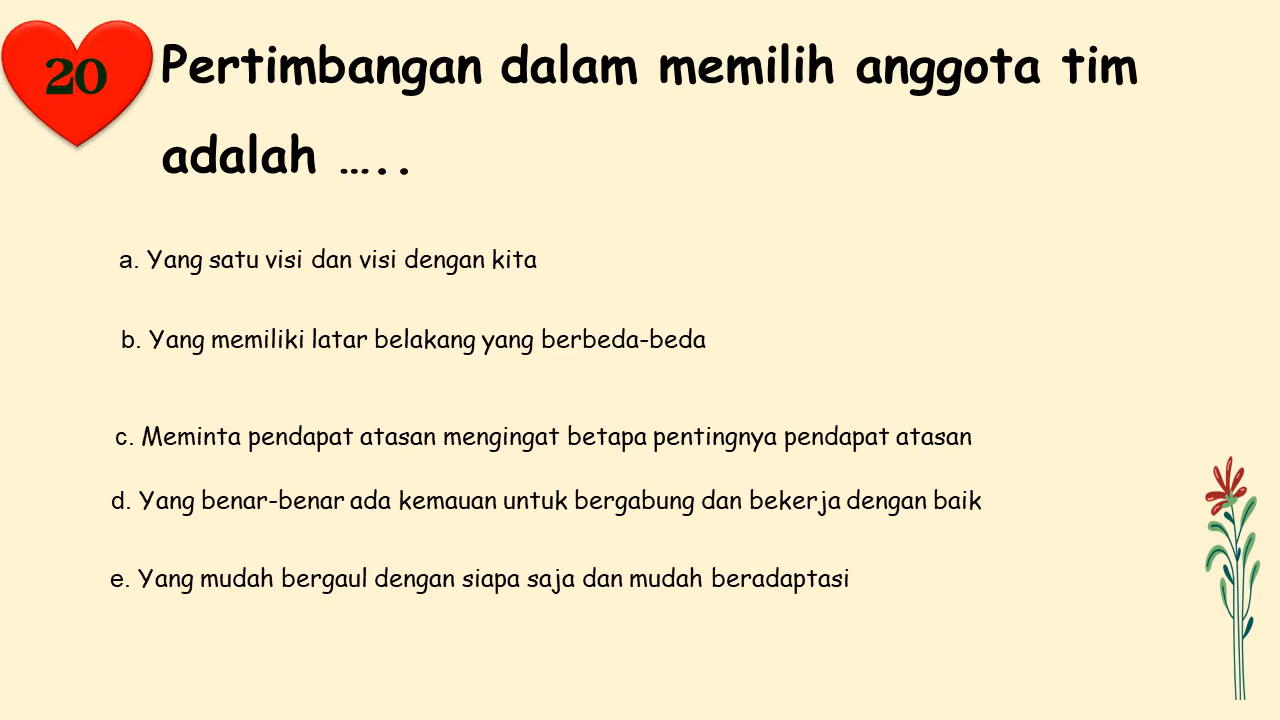 20
Pertimbangan dalam memilih anggota tim
adalah …..
a. Yang satu visi dan visi dengan kita
b. Yang memiliki latar belakang yang berbeda-beda
c. Meminta pendapat atasan mengingat betapa pentingnya pendapat atasan
d. Yang benar-benar ada kemauan untuk bergabung dan bekerja dengan baik
e. Yang mudah bergaul dengan siapa saja dan mudah beradaptasi